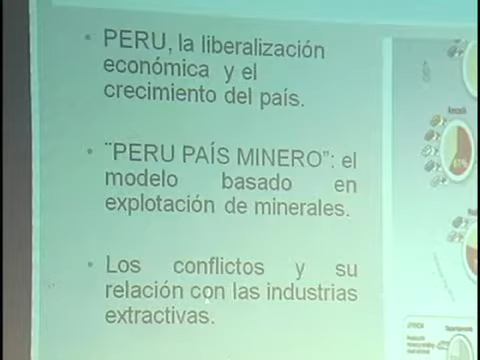 • PERU, la liberalización
económica y el
crecimiento del país.
• ¨PERU PAÍS MINERO”: el
modelo basado en
explotación de minerales.
• Los conflictos y su
relación con las industrias
extractivas.